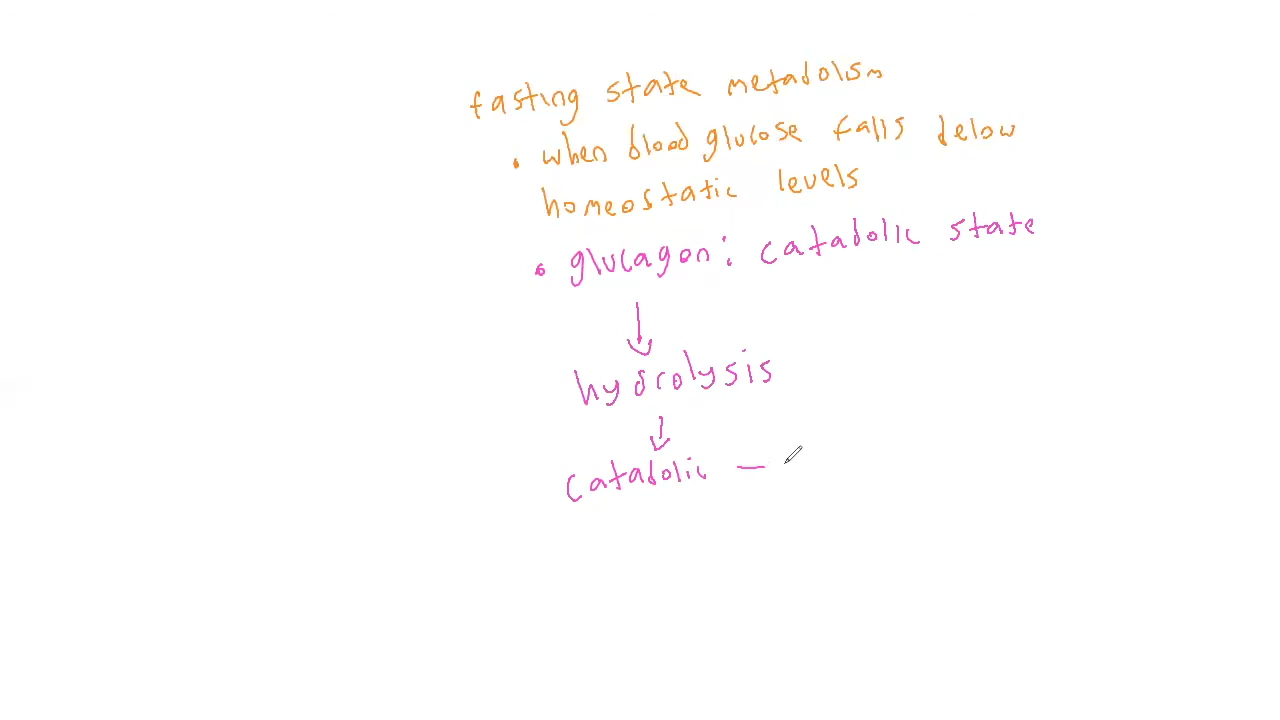 fasting state metabolism
• when blood glucose falls below
homeostatic levels
• glucagon: catabolic state
↓
hydrolysis
↓
catabolic —